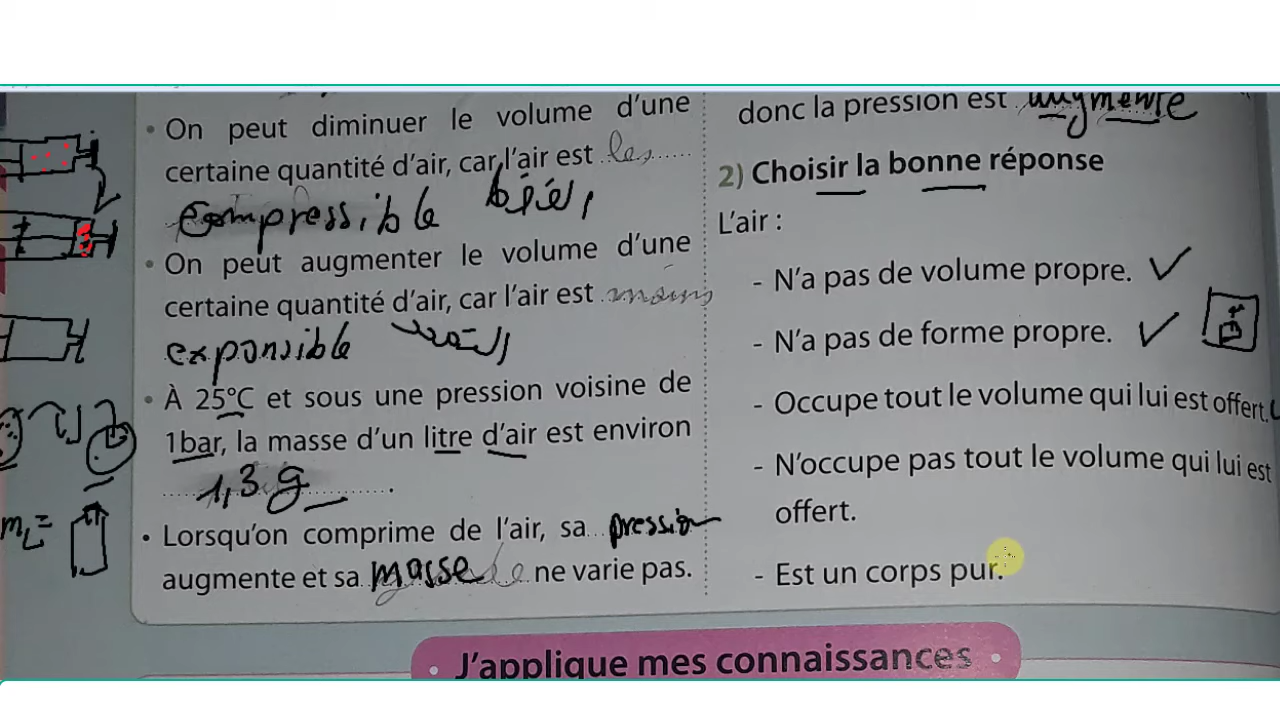 • On peut diminuer le volume d'une
certaine quantité d'air, car l'air est les
compressible
• On peut augmenter le volume d'une
certaine quantité d'air, car l'air est moins
exponsible
• À 25°C et sous une pression voisine de
1bar, la masse d'un litre d'air est environ
1,3 g .
• Lorsqu'on comprime de l'air, sa pression
augmente et sa masse ne varie pas.
m =
donc la pression est augmente
2) Choisir la bonne réponse
L'air :
- N'a pas de volume propre. ✓
- N'a pas de forme propre. ✓
- Occupe tout le volume qui lui est offert.
- N'occupe pas tout le volume qui lui est
offert.
- Est un corps pur.
• J'applique mes connaissances •